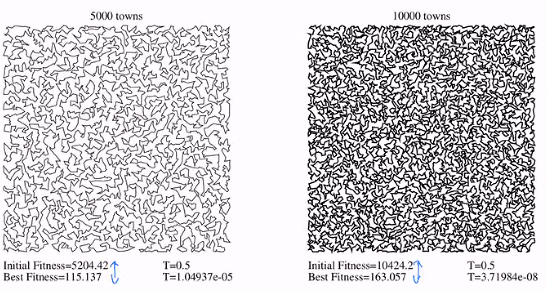 5000 towns
10000 towns
Initial Fitness=5204.42
T=0.5
Best Fitness=115.137
T=1.04937e-05
Initial Fitness=10424.2
T=0.5
Best Fitness=163.057
T=3.71984e-08